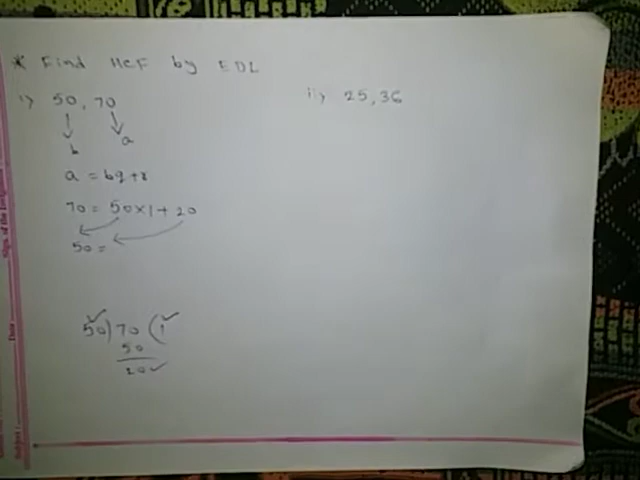 * Find HCF by EDL
i) 50, 70
b a
a = bq + r
70 = 50 × 1 + 20
50 =
50) 70 (1
50
20
ii) 25, 36